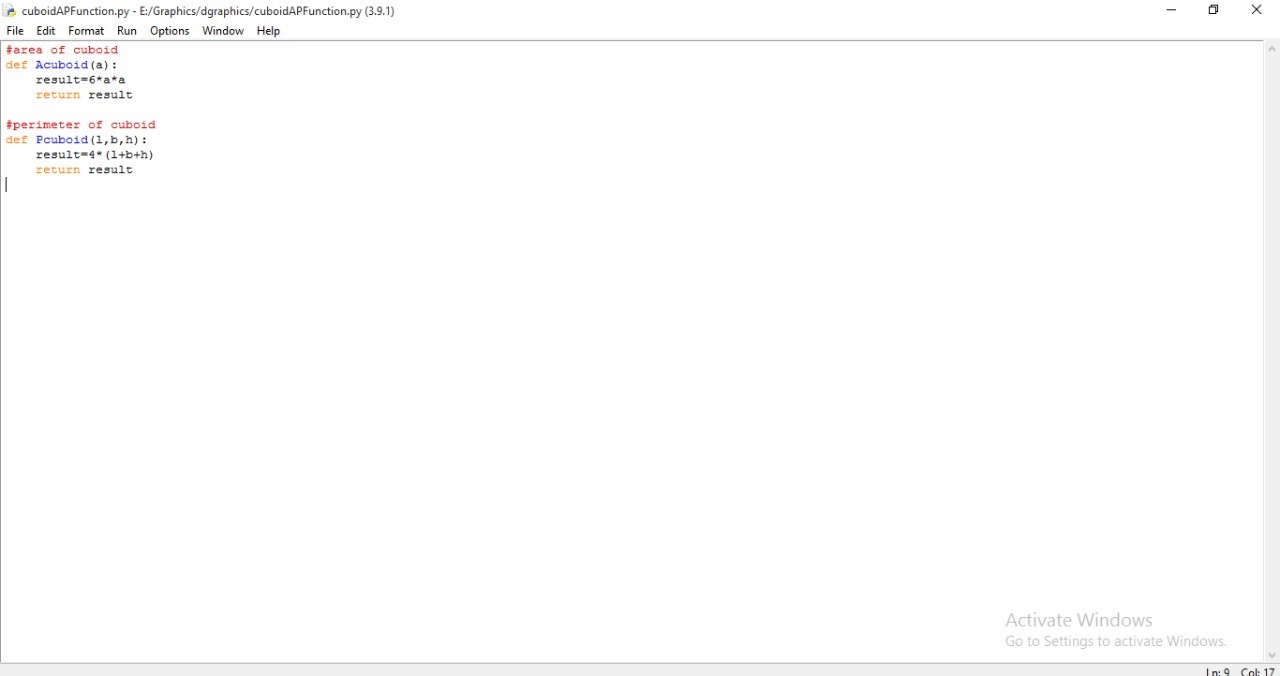 cuboidAPFunction.py - E:/Graphics/dgraphics/cuboidAPFunction.py (3.9.1)
File Edit Format Run Options Window Help
#area of cuboid
def Acuboid(a):
    result=6*a*a
    return result
#perimeter of cuboid
def Pcuboid(l,b,h):
    result=4*(l+b+h)
    return result
Activate Windows
Go to Settings to activate Windows.
Ln: 9 Col: 17